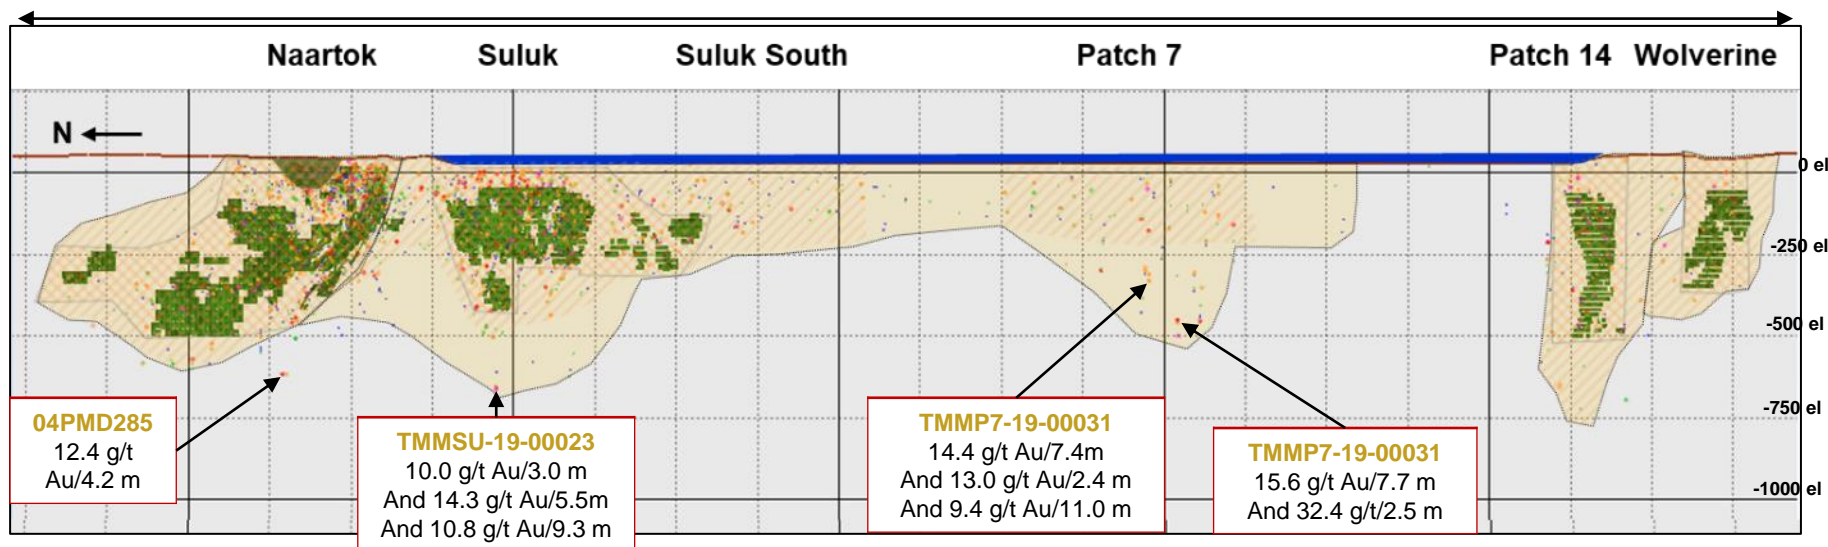 Naartok Suluk Suluk South Patch 7 Patch 14 Wolverine
N
0 el
-250 el
-500 el
-750 el
-1000 el
04PMD285
12.4 g/t
Au/4.2 m
TMMSU-19-00023
10.0 g/t Au/3.0 m
And 14.3 g/t Au/5.5m
And 10.8 g/t Au/9.3 m
TMMP7-19-00031
14.4 g/t Au/7.4m
And 13.0 g/t Au/2.4 m
And 9.4 g/t Au/11.0 m
TMMP7-19-00031
15.6 g/t Au/7.7 m
And 32.4 g/t/2.5 m